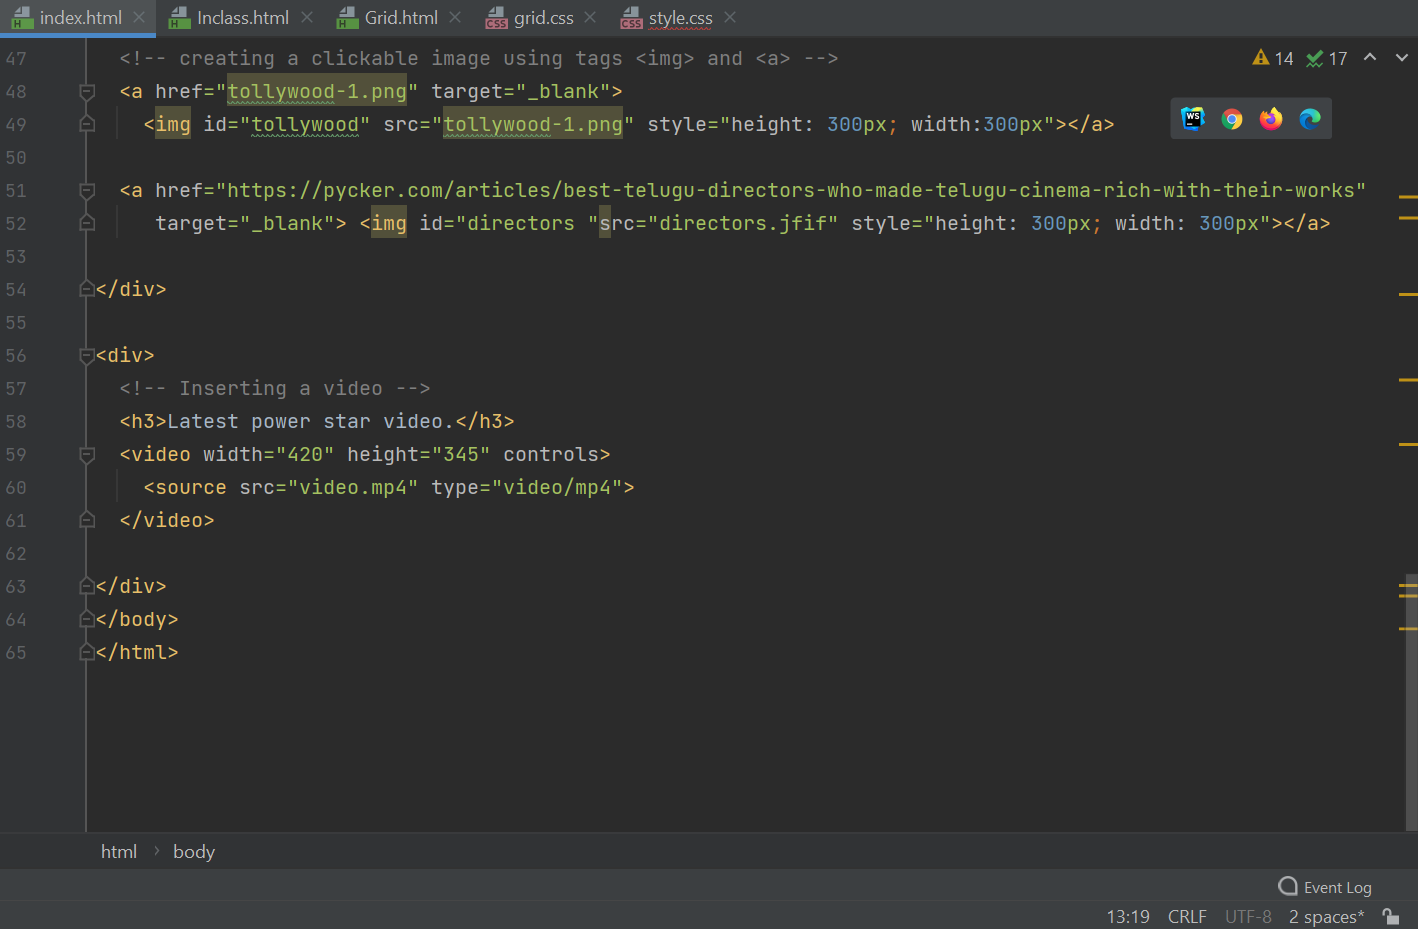 index.html Inclass.html Grid.html grid.css style.css
47 <!-- creating a clickable image using tags <img> and <a> --> 14 17
48 <a href="tollywood-1.png" target="_blank">
49 <img id="tollywood" src="tollywood-1.png" style="height: 300px; width:300px"></a>
50
51 <a href="https://pycker.com/articles/best-telugu-directors-who-made-telugu-cinema-rich-with-their-works"
52 target="_blank"> <img id="directors "src="directors.jfif" style="height: 300px; width: 300px"></a>
53
54 </div>
55
56 <div>
57 <!-- Inserting a video -->
58 <h3>Latest power star video.</h3>
59 <video width="420" height="345" controls>
60 <source src="video.mp4" type="video/mp4">
61 </video>
62
63 </div>
64 </body>
65 </html>
html › body
Event Log
13:19 CRLF UTF-8 2 spaces*